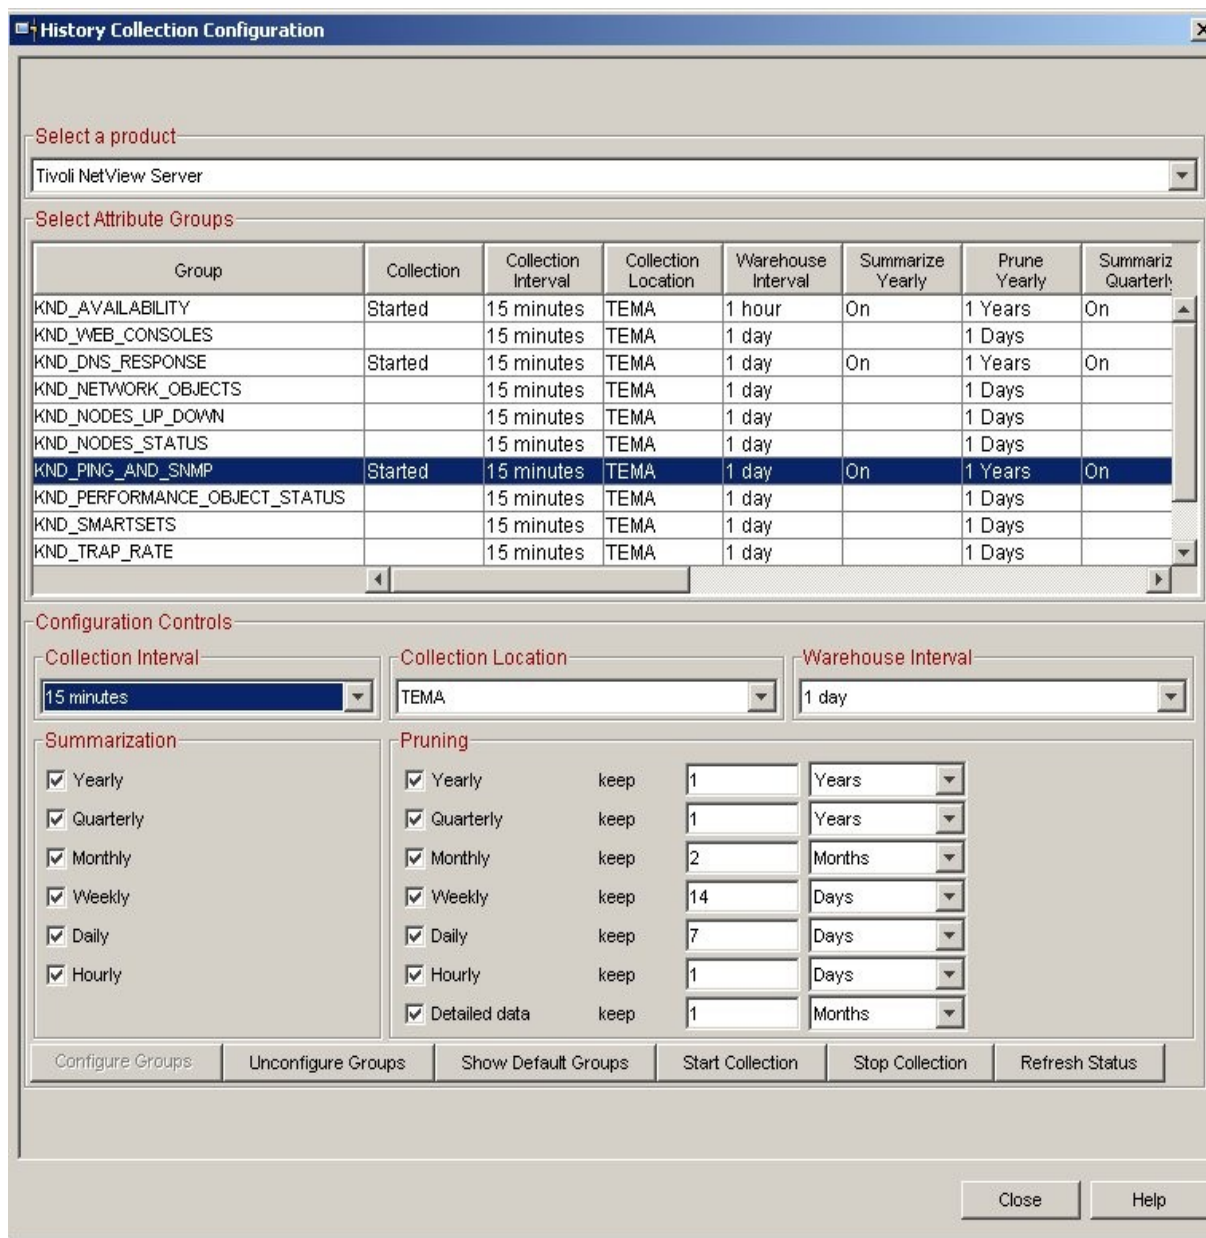 History Collection Configuration
Select a product
Tivoli NetView Server
Select Attribute Groups
Group Collection Collection Interval Collection Location Warehouse Interval Summarize Yearly Prune Yearly Summariz Quarterly
KND_AVAILABILITY Started 15 minutes TEMA 1 hour On 1 Years On
KND_WEB_CONSOLES 15 minutes TEMA 1 day 1 Days
KND_DNS_RESPONSE Started 15 minutes TEMA 1 day On 1 Years On
KND_NETWORK_OBJECTS 15 minutes TEMA 1 day 1 Days
KND_NODES_UP_DOWN 15 minutes TEMA 1 day 1 Days
KND_NODES_STATUS 15 minutes TEMA 1 day 1 Days
KND_PING_AND_SNMP Started 15 minutes TEMA 1 day On 1 Years On
KND_PERFORMANCE_OBJECT_STATUS 15 minutes TEMA 1 day 1 Days
KND_SMARTSETS 15 minutes TEMA 1 day 1 Days
KND_TRAP_RATE 15 minutes TEMA 1 day 1 Days
Configuration Controls
Collection Interval Collection Location Warehouse Interval
15 minutes TEMA 1 day
Summarization Pruning
Yearly Yearly keep 1 Years
Quarterly Quarterly keep 1 Years
Monthly Monthly keep 2 Months
Weekly Weekly keep 14 Days
Daily Daily keep 7 Days
Hourly Hourly keep 1 Days
Detailed data keep 1 Months
Configure Groups Unconfigure Groups Show Default Groups Start Collection Stop Collection Refresh Status
Close Help